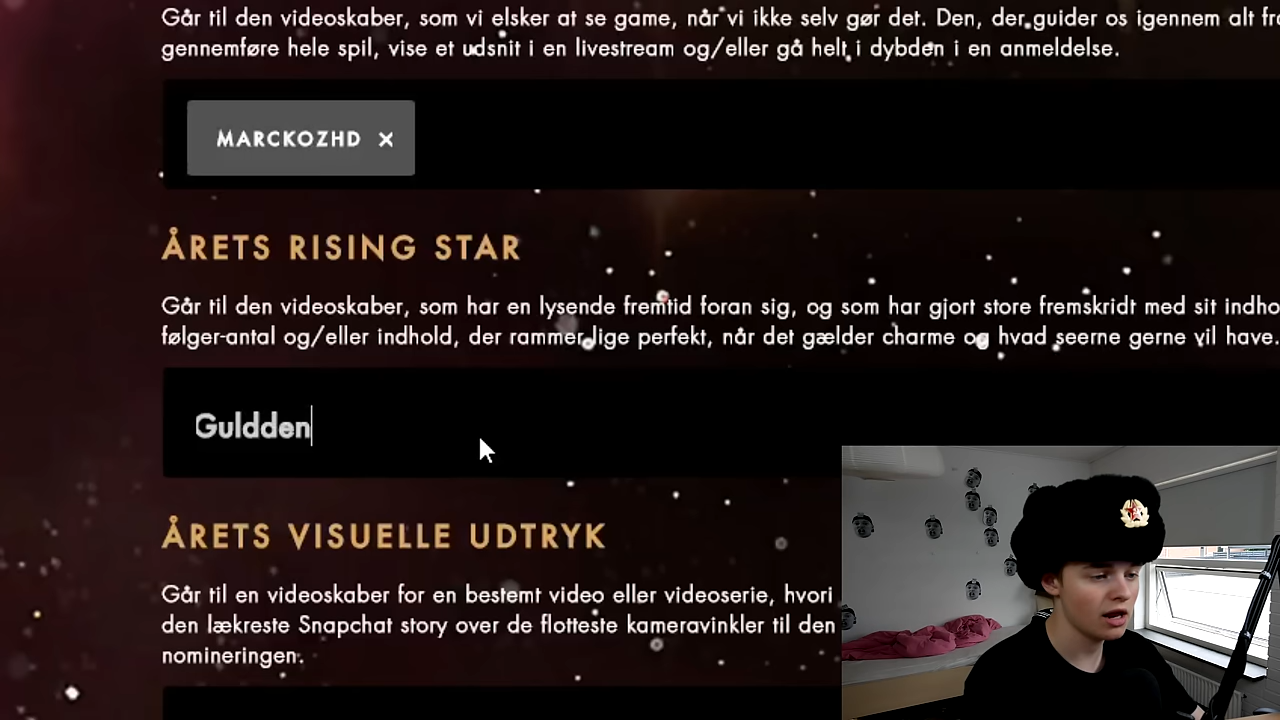 Går til den videoskaber, som vi elsker at se game, når vi ikke selv gør det. Den, der guider os igennem alt
gennemføre hele spil, vise et udsnit i en livestream og/eller gå helt i dybden i en anmeldelse.
MARCKOZHD ×
ÅRETS RISING STAR
Går til den videoskaber, som har en lysende fremtid foran sig, og som har gjort store fremskridt med sit
følger-antal og/eller indhold, der rammer lige perfekt, når det gælder charme og hvad seerne gerne vil have.
Guldden
ÅRETS VISUELLE UDTRYK
Går til en videoskaber for en bestemt video eller videoserie, hvori
den lækreste Snapchat story over de flotteste kameravinkler til den
nomineringen.